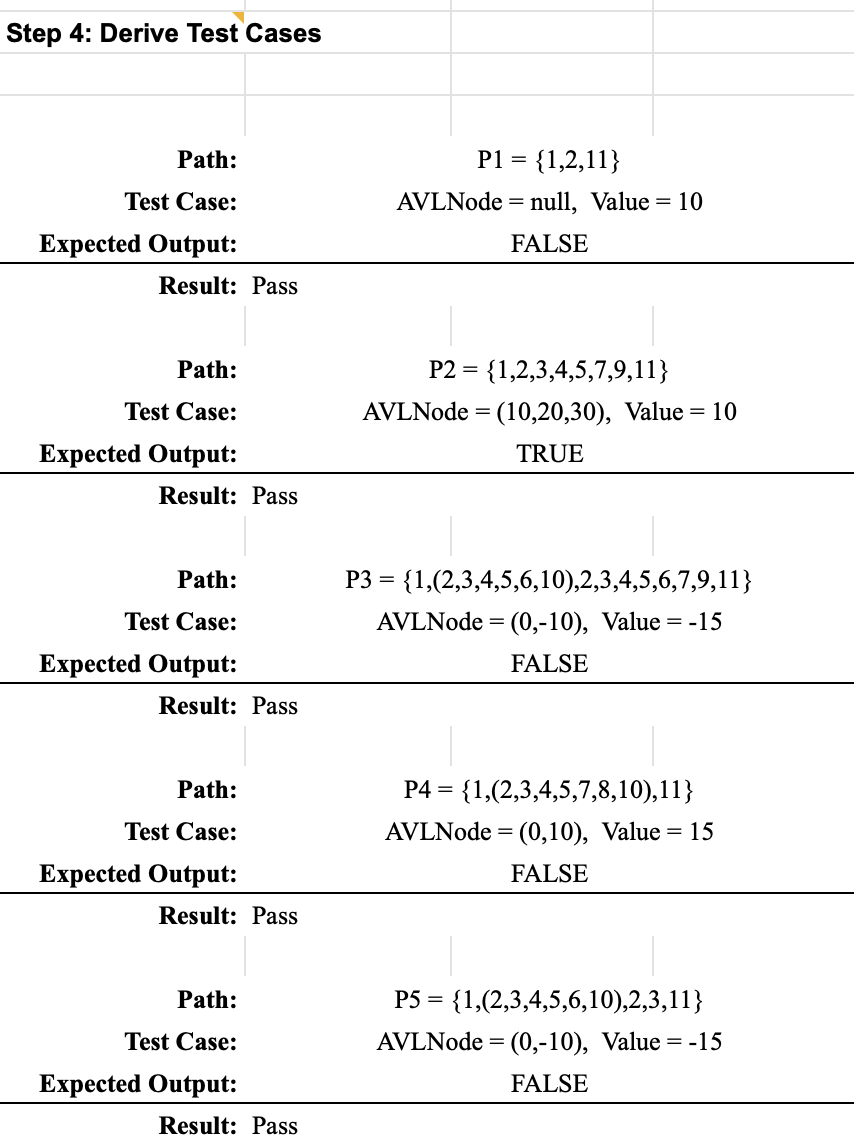 Step 4: Derive Test Cases
Path: P1 = {1,2,11}
Test Case: AVLNode = null, Value = 10
Expected Output: FALSE
Result: Pass
Path: P2 = {1,2,3,4,5,7,9,11}
Test Case: AVLNode = (10,20,30), Value = 10
Expected Output: TRUE
Result: Pass
Path: P3 = {1,(2,3,4,5,6,10),2,3,4,5,6,7,9,11}
Test Case: AVLNode = (0,-10), Value = -15
Expected Output: FALSE
Result: Pass
Path: P4 = {1,(2,3,4,5,7,8,10),11}
Test Case: AVLNode = (0,10), Value = 15
Expected Output: FALSE
Result: Pass
Path: P5 = {1,(2,3,4,5,6,10),2,3,11}
Test Case: AVLNode = (0,-10), Value = -15
Expected Output: FALSE
Result: Pass